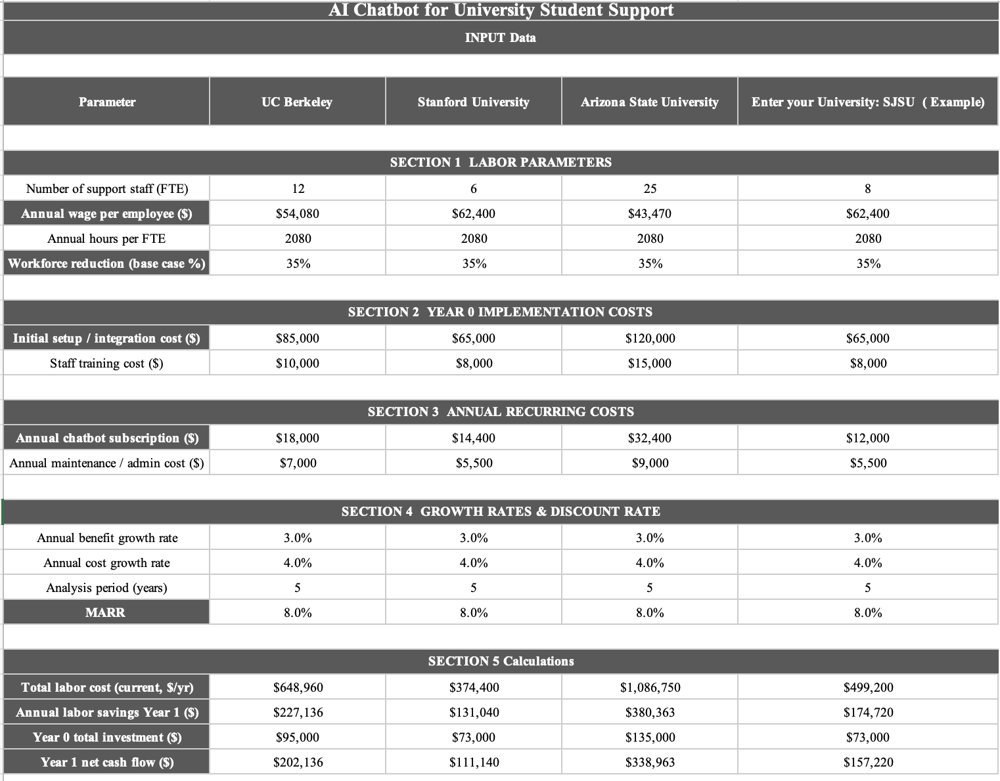 AI Chatbot for University Student Support
INPUT Data
Parameter UC Berkeley Stanford University Arizona State University Enter your University: SJSU ( Example)
SECTION 1 LABOR PARAMETERS
Number of support staff (FTE) 12 6 25 8
Annual wage per employee ($) $54,080 $62,400 $43,470 $62,400
Annual hours per FTE 2080 2080 2080 2080
Workforce reduction (base case %) 35% 35% 35% 35%
SECTION 2 YEAR 0 IMPLEMENTATION COSTS
Initial setup / integration cost ($) $85,000 $65,000 $120,000 $65,000
Staff training cost ($) $10,000 $8,000 $15,000 $8,000
SECTION 3 ANNUAL RECURRING COSTS
Annual chatbot subscription ($) $18,000 $14,400 $32,400 $12,000
Annual maintenance / admin cost ($) $7,000 $5,500 $9,000 $5,500
SECTION 4 GROWTH RATES & DISCOUNT RATE
Annual benefit growth rate 3.0% 3.0% 3.0% 3.0%
Annual cost growth rate 4.0% 4.0% 4.0% 4.0%
Analysis period (years) 5 5 5 5
MARR 8.0% 8.0% 8.0% 8.0%
SECTION 5 Calculations
Total labor cost (current, $/yr) $648,960 $374,400 $1,086,750 $499,200
Annual labor savings Year 1 ($) $227,136 $131,040 $380,363 $174,720
Year 0 total investment ($) $95,000 $73,000 $135,000 $73,000
Year 1 net cash flow ($) $202,136 $111,140 $338,963 $157,220